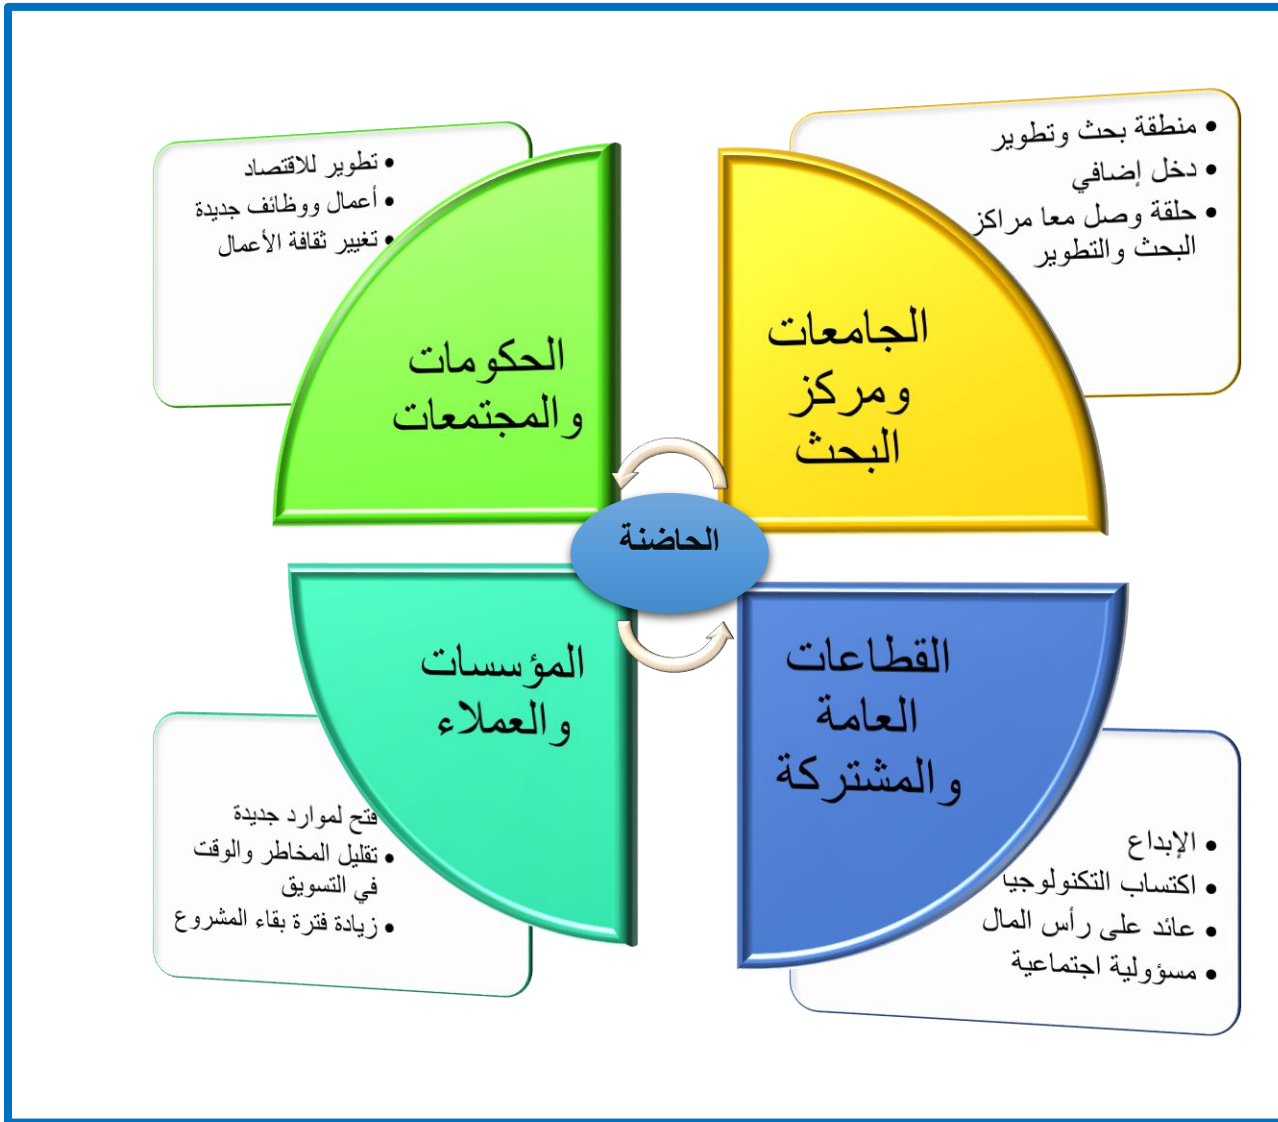 • منطقة بحث وتطوير
• دخل إضافي
• حلقة وصل معا مراكز
البحث والتطوير
الجامعات
ومركز
البحث
• تطوير للاقتصاد
• أعمال ووظائف جديدة
• تغيير ثقافة الأعمال
الحكومات
والمجتمعات
الحاضنة
القطاعات
العامة
والمشتركة
• الإبداع
• اكتساب التكنولوجيا
• عائد على رأس المال
• مسؤولية اجتماعية
المؤسسات
والعملاء
فتح لموارد جديدة
• تقليل المخاطر والوقت
في التسويق
• زيادة فترة بقاء المشروع